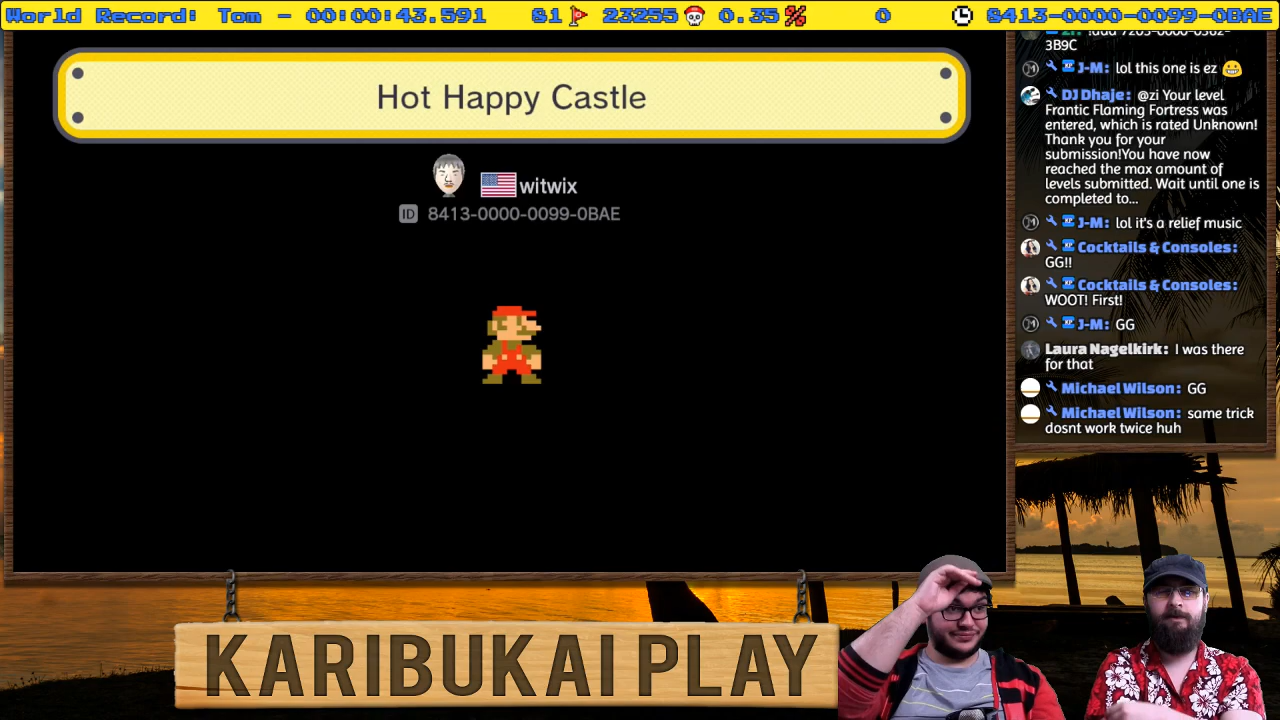 World Record: Tom - 00:00:43.591 81 23255 0.35% 0 8413-0000-0099-0BAE
Hot Happy Castle
witwix
ID 8413-0000-0099-0BAE
3B9C
J-M: lol this one is ez
DJ Dhaje: @zi Your level
Frantic Flaming Fortress was
entered, which is rated Unknown!
Thank you for your
submission!You have now
reached the max amount of
levels submitted. Wait until one is
completed to...
J-M: lol it's a relief music
Cocktails & Consoles:
GG!!
Cocktails & Consoles:
WOOT! First!
J-M: GG
Laura Nagelkirk: I was there
for that
Michael Wilson: GG
Michael Wilson: same trick
dosnt work twice huh
KARIBUKAI PLAY